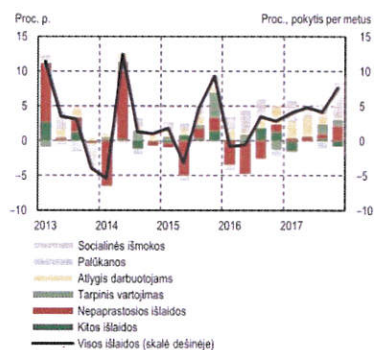 Proc. p. Proc., pokytis per metus
15 15
10 10
5 5
0 0
−5 −5
−10 −10
2013 2014 2015 2016 2017
Socialinės išmokos
Palūkanos
Atlygis darbuotojams
Tarpinis vartojimas
Nepaprastosios išlaidos
Kitos išlaidos
Visos išlaidos (skalė dešinėje)